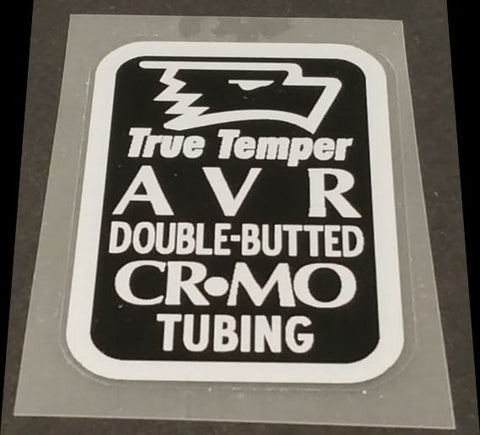 True Temper
A V R
DOUBLE-BUTTED
CR•MO
TUBING